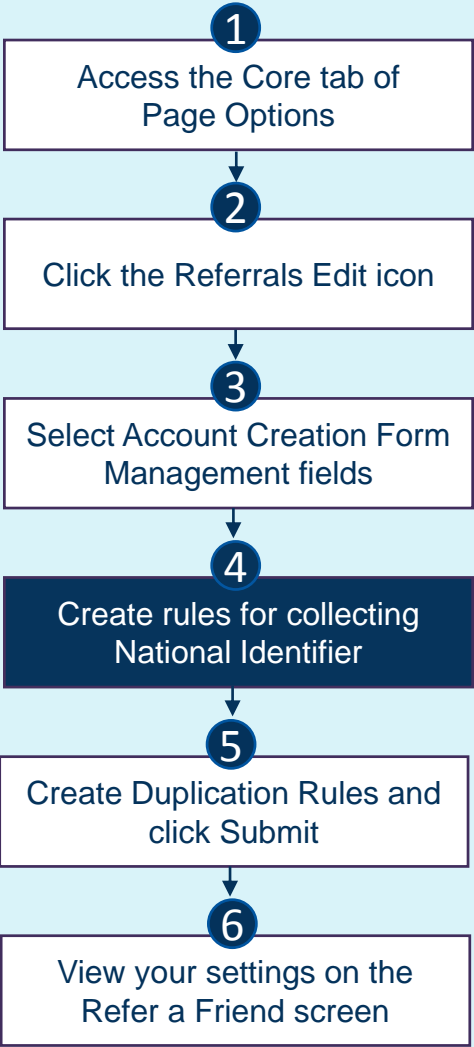 1
Access the Core tab of
Page Options
2
Click the Referrals Edit icon
3
Select Account Creation Form
Management fields
4
Create rules for collecting
National Identifier
5
Create Duplication Rules and
click Submit
6
View your settings on the
Refer a Friend screen